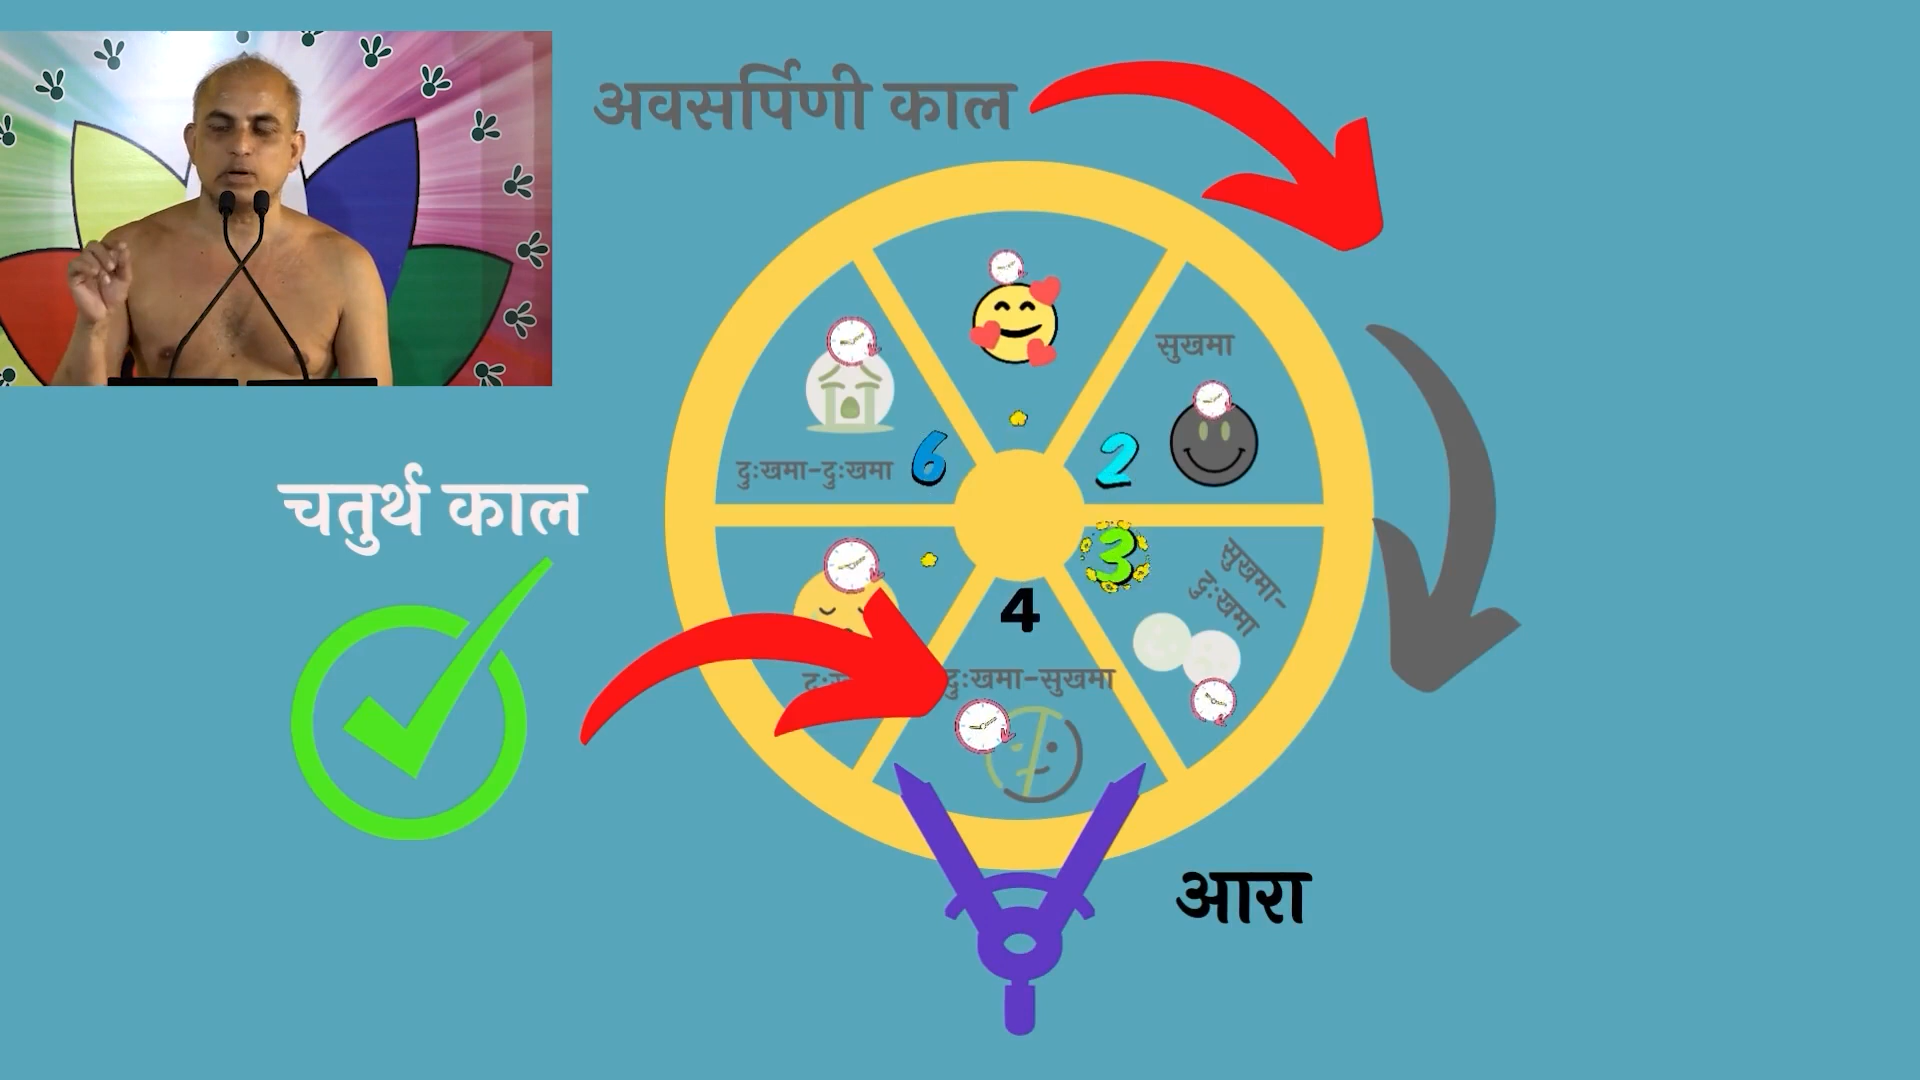 अवसर्पिणी काल
सुखमा
2
6
दुःखमा-दुःखमा
चतुर्थ काल
3
सुखमा-
दुःखमा
4
दुःखमा-सुखमा
आरा